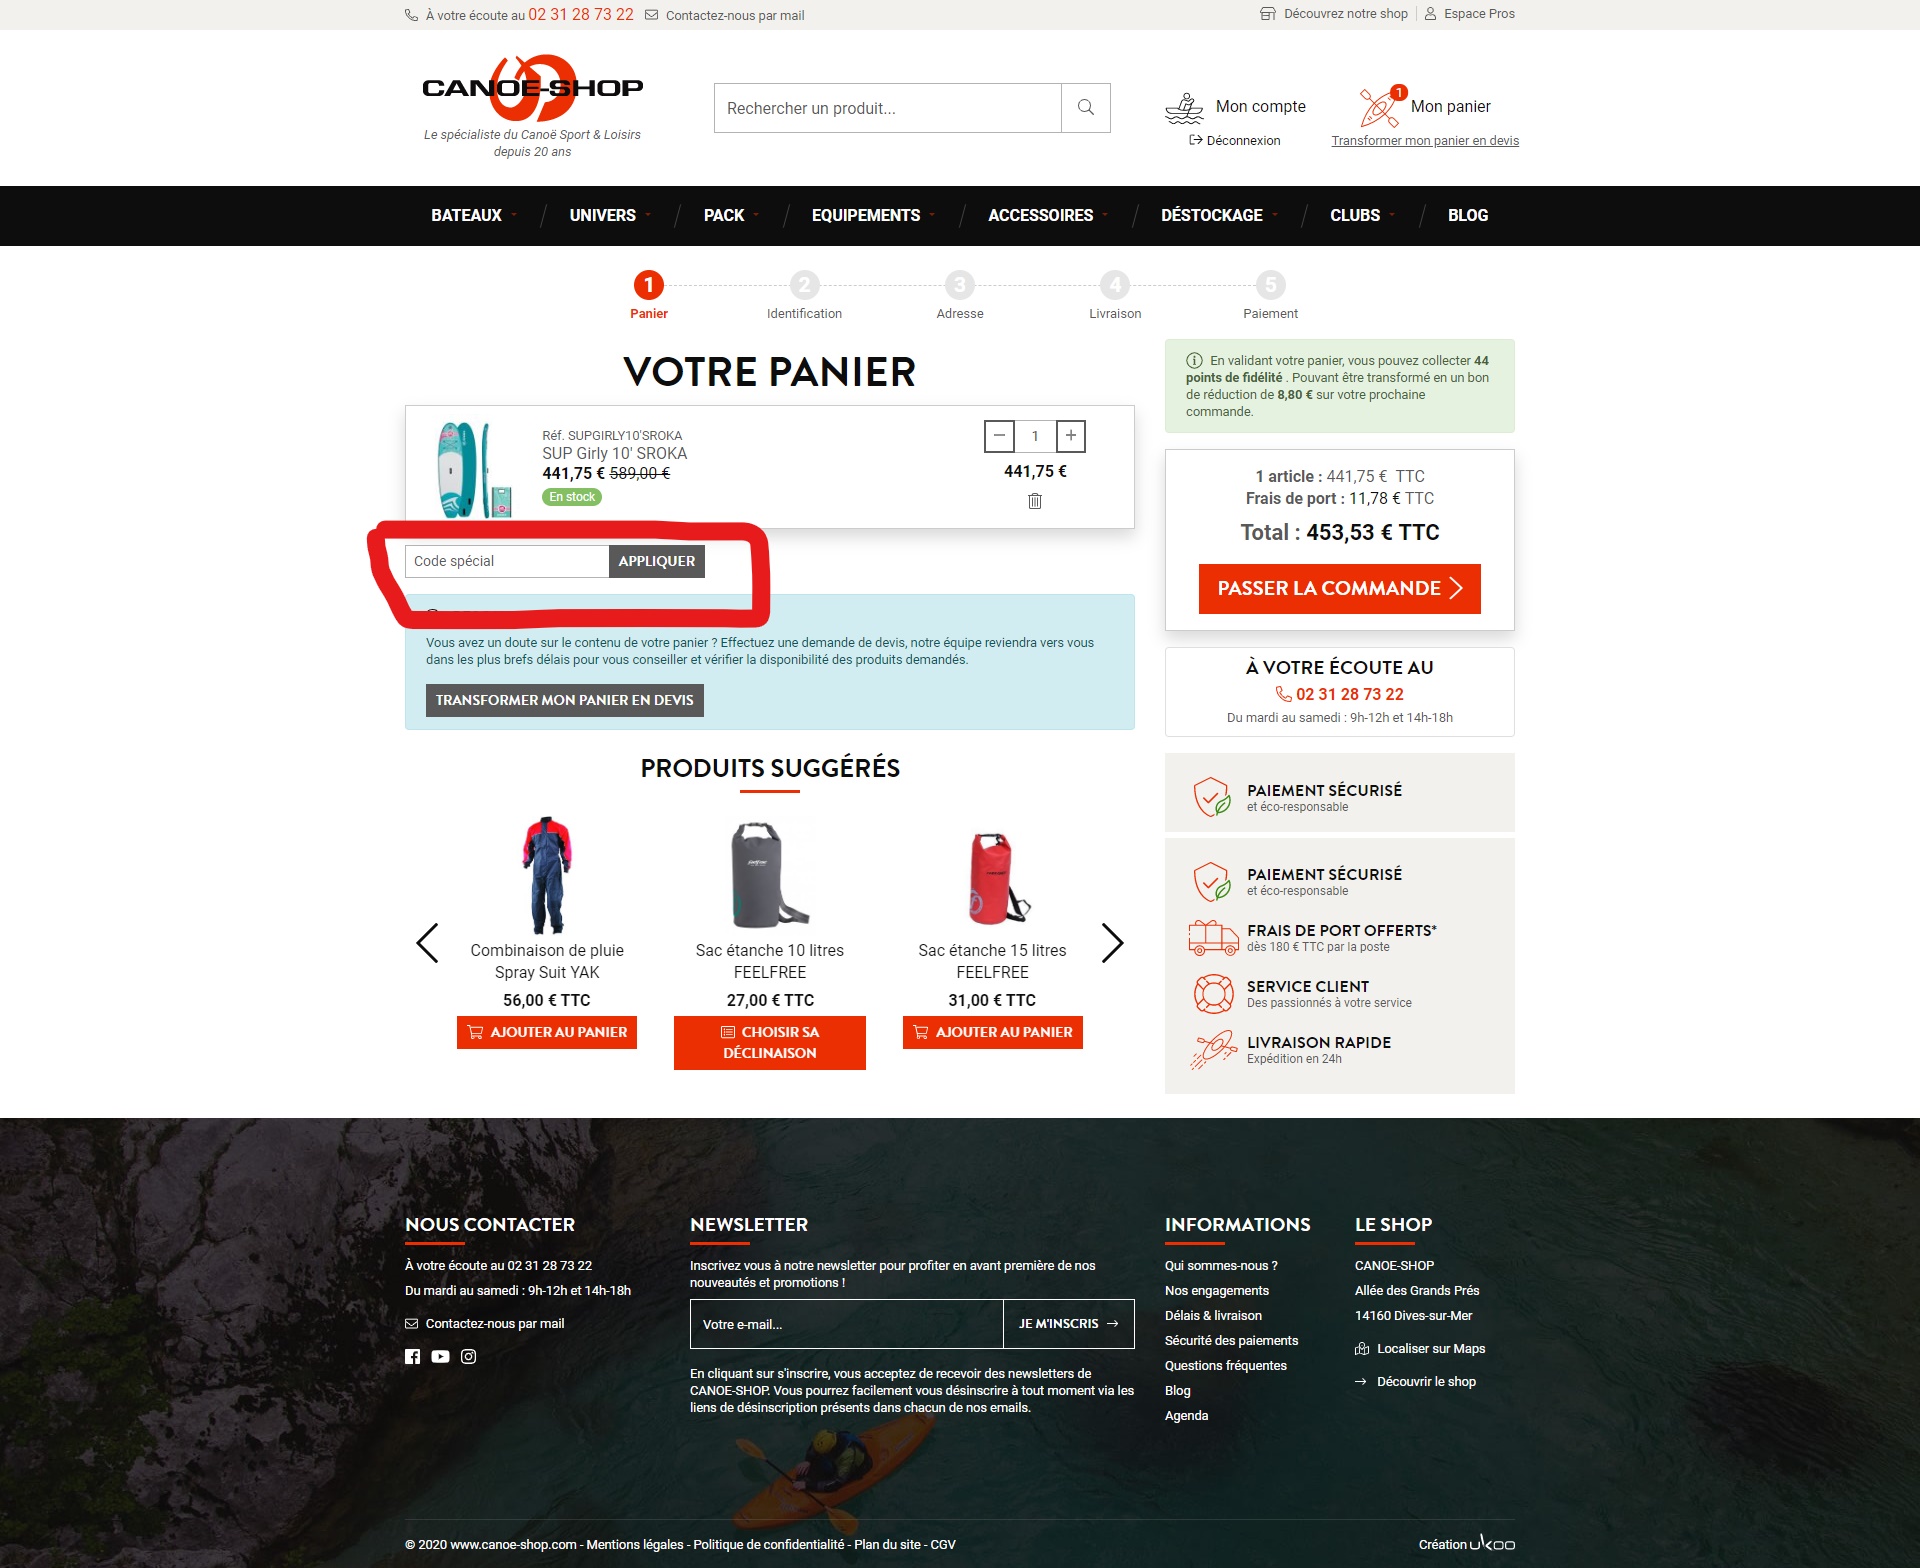 À votre écoute au 02 31 28 73 22 Contactez-nous par mail
Découvrez notre shop Espace Pros
CANOE-SHOP
Le spécialiste du Canoë Sport & Loisirs
depuis 20 ans
Rechercher un produit...
Mon compte
Déconnexion
1 Mon panier
Transformer mon panier en devis
BATEAUX / UNIVERS / PACK / EQUIPEMENTS / ACCESSOIRES / DÉSTOCKAGE / CLUBS / BLOG
1 2 3 4 5
Panier Identification Adresse Livraison Paiement
VOTRE PANIER
Réf. SUPGIRLY10'SROKA
SUP Girly 10' SROKA
441,75 € 589,00 €
En stock
1
441,75 €
Code spécial APPLIQUER
Vous avez un doute sur le contenu de votre panier ? Effectuez une demande de devis, notre équipe reviendra vers vous
dans les plus brefs délais pour vous conseiller et vérifier la disponibilité des produits demandés.
TRANSFORMER MON PANIER EN DEVIS
En validant votre panier, vous pouvez collecter 44
points de fidélité . Pouvant être transformé en un bon
de réduction de 8,80 € sur votre prochaine
commande.
1 article : 441,75 € TTC
Frais de port : 11,78 € TTC
Total : 453,53 € TTC
PASSER LA COMMANDE
À VOTRE ÉCOUTE AU
02 31 28 73 22
Du mardi au samedi : 9h-12h et 14h-18h
PAIEMENT SÉCURISÉ
et éco-responsable
PAIEMENT SÉCURISÉ
et éco-responsable
FRAIS DE PORT OFFERTS*
dès 180 € TTC par la poste
SERVICE CLIENT
Des passionnés à votre service
LIVRAISON RAPIDE
Expédition en 24h
PRODUITS SUGGÉRÉS
Combinaison de pluie
Spray Suit YAK
56,00 € TTC
AJOUTER AU PANIER
Sac étanche 10 litres
FEELFREE
27,00 € TTC
CHOISIR SA
DÉCLINAISON
Sac étanche 15 litres
FEELFREE
31,00 € TTC
AJOUTER AU PANIER
NOUS CONTACTER
À votre écoute au 02 31 28 73 22
Du mardi au samedi : 9h-12h et 14h-18h
Contactez-nous par mail
NEWSLETTER
Inscrivez vous à notre newsletter pour profiter en avant première de nos
nouveautés et promotions !
Votre e-mail... JE M'INSCRIS
En cliquant sur s'inscrire, vous acceptez de recevoir des newsletters de
CANOE-SHOP. Vous pourrez facilement vous désinscrire à tout moment via les
liens de désinscription présents dans chacun de nos emails.
INFORMATIONS
Qui sommes-nous ?
Nos engagements
Délais & livraison
Sécurité des paiements
Questions fréquentes
Blog
Agenda
LE SHOP
CANOE-SHOP
Allée des Grands Prés
14160 Dives-sur-Mer
Localiser sur Maps
Découvrir le shop
© 2020 www.canoe-shop.com - Mentions légales - Politique de confidentialité - Plan du site - CGV
Création ukoo